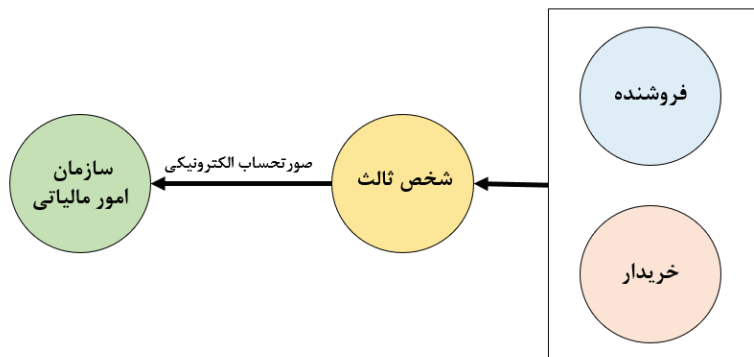 فروشنده
خریدار
شخص ثالث
صورتحساب الکترونیکی
سازمان
امور مالیاتی